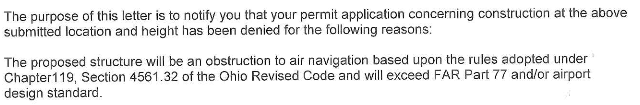 The purpose of this letter is to notify you that your permit application concerning construction at the above
submitted location and height has been denied for the following reasons:
The proposed structure will be an obstruction to air navigation based upon the rules adopted under
Chapter119, Section 4561.32 of the Ohio Revised Code and will exceed FAR Part 77 and/or airport
design standard.